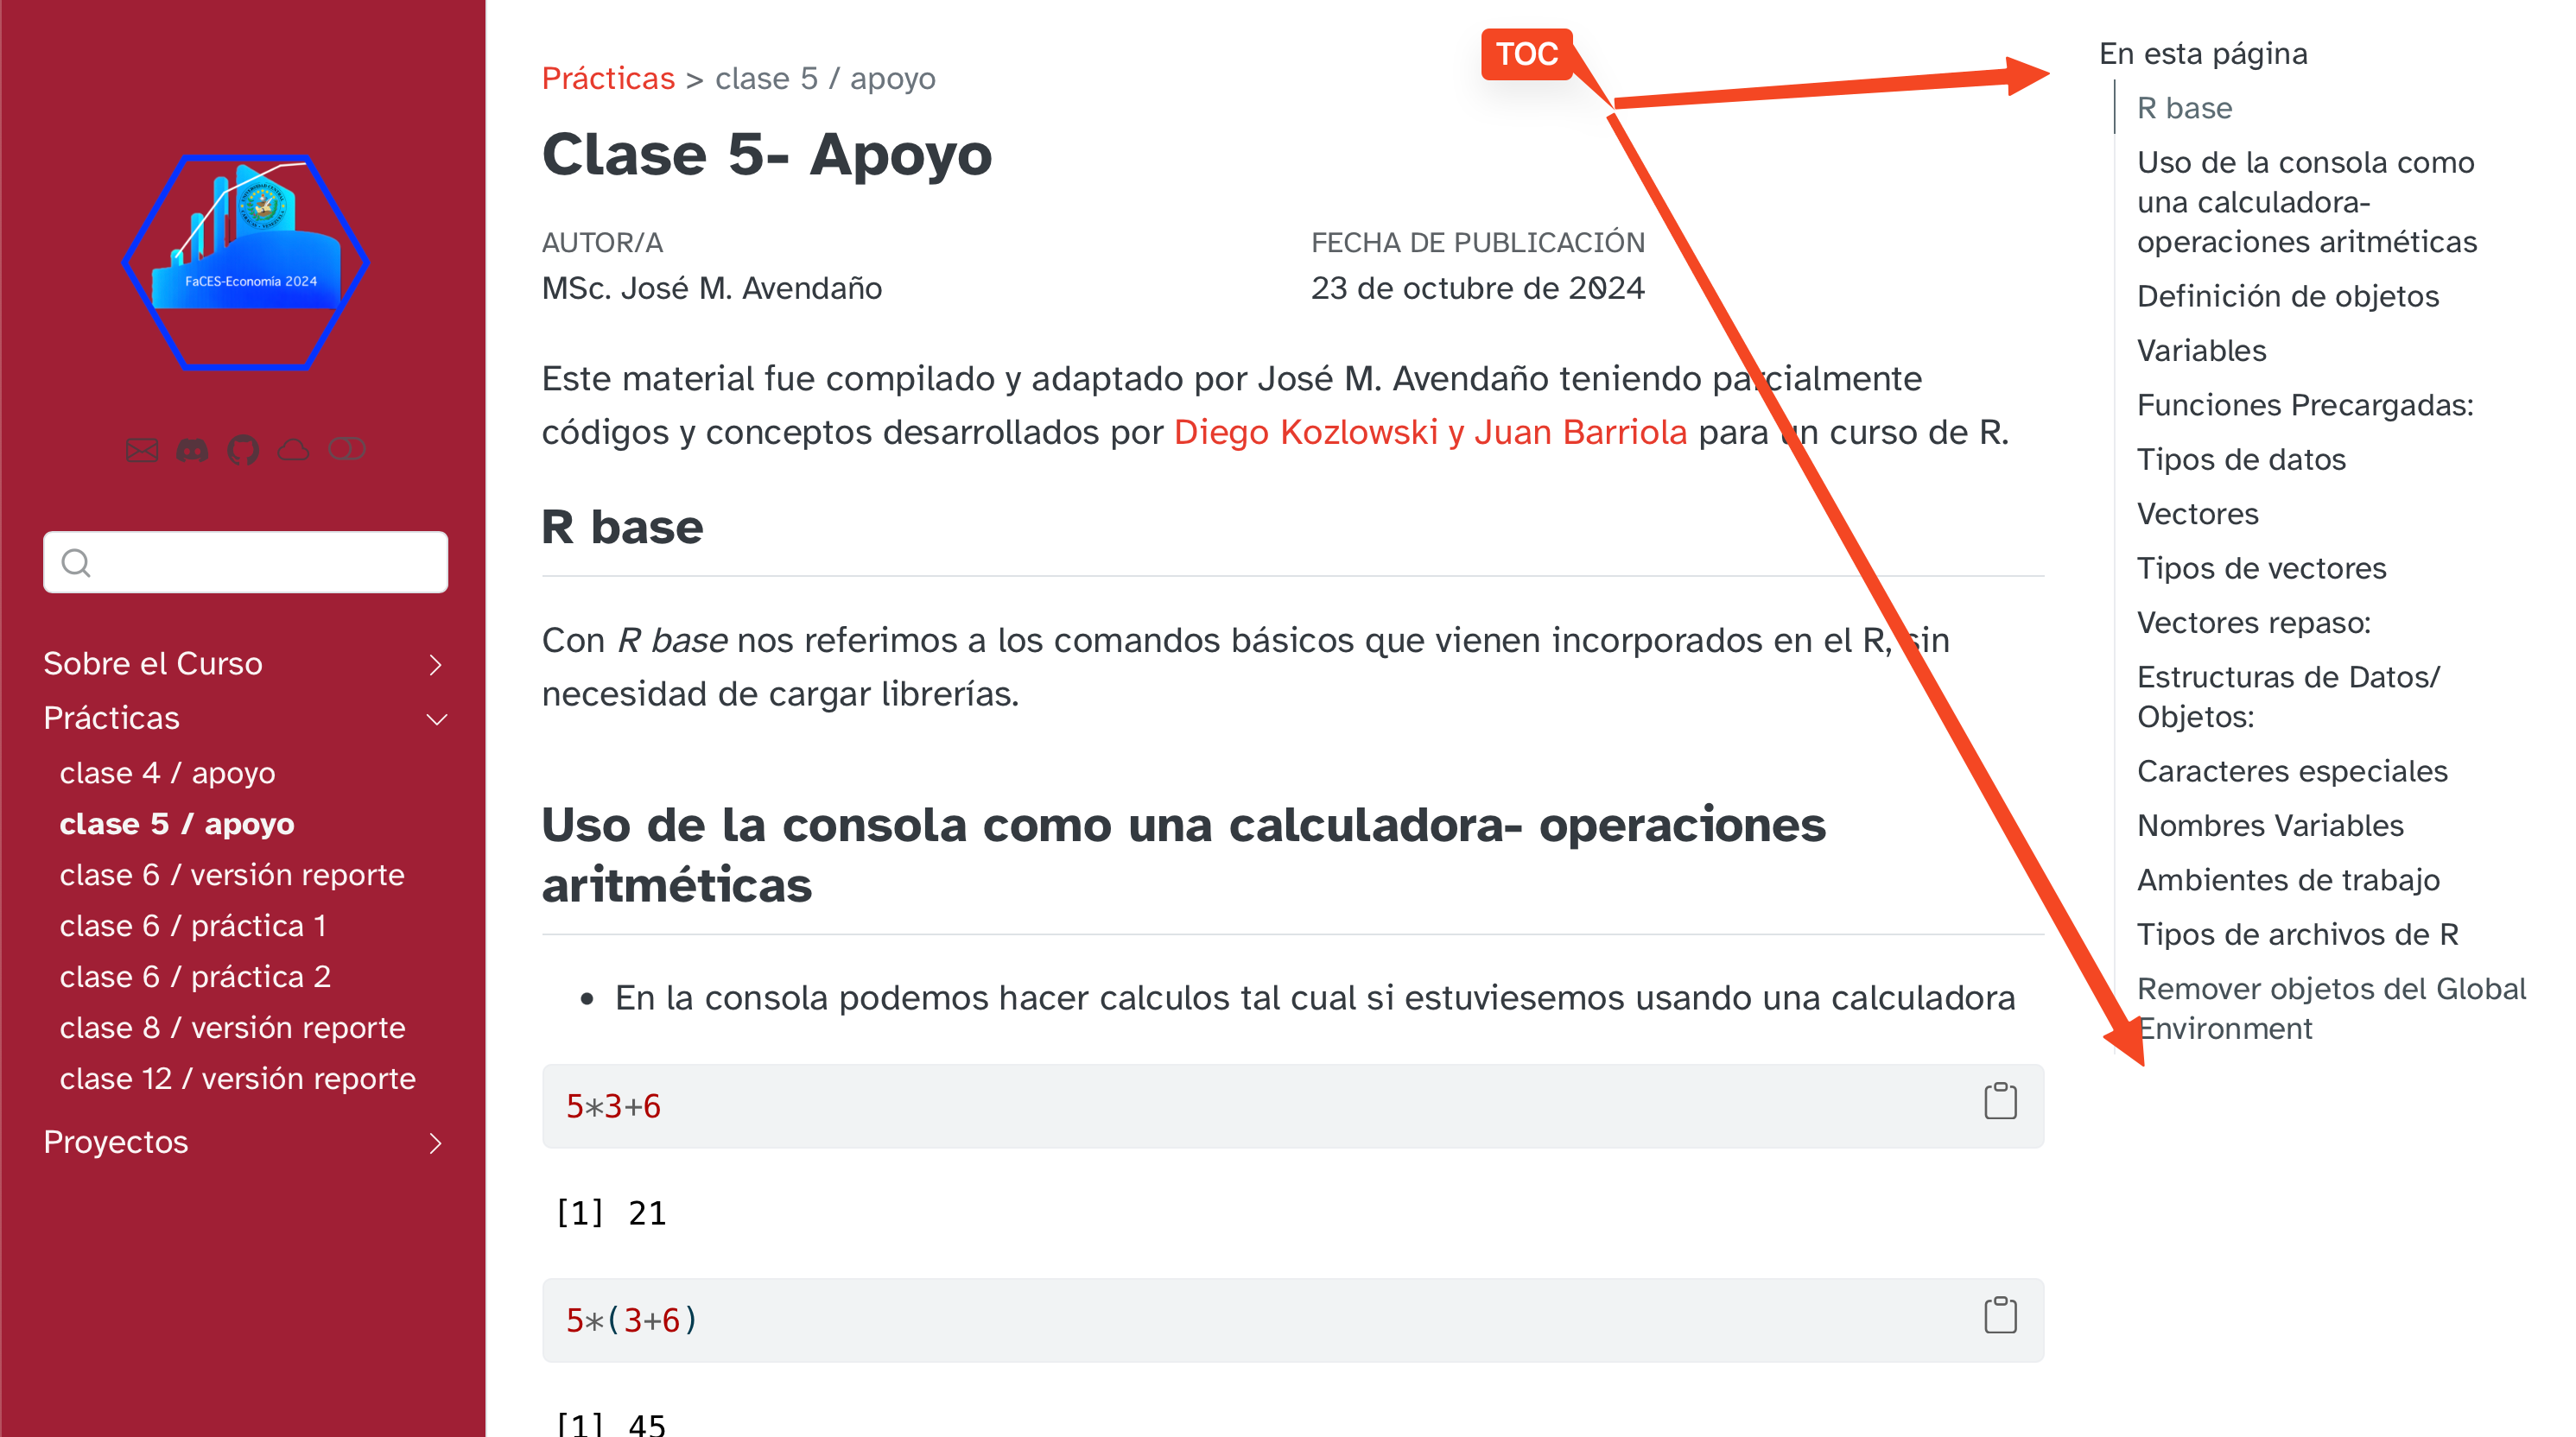 FaCES-Economía 2024
Sobre el Curso
Prácticas
clase 4 / apoyo
clase 5 / apoyo
clase 6 / versión reporte
clase 6 / práctica 1
clase 6 / práctica 2
clase 8 / versión reporte
clase 12 / versión reporte
Proyectos
Prácticas > clase 5 / apoyo
TOC
Clase 5- Apoyo
AUTOR/A
MSc. José M. Avendaño
FECHA DE PUBLICACIÓN
23 de octubre de 2024
Este material fue compilado y adaptado por José M. Avendaño teniendo parcialmente
códigos y conceptos desarrollados por Diego Kozlowski y Juan Barriola para un curso de R.
R base
Con R base nos referimos a los comandos básicos que vienen incorporados en el R, sin
necesidad de cargar librerías.
Uso de la consola como una calculadora- operaciones
aritméticas
• En la consola podemos hacer calculos tal cual si estuviesemos usando una calculadora
5*3+6
[1] 21
5*(3+6)
[1] 45
En esta página
R base
Uso de la consola como
una calculadora-
operaciones aritméticas
Definición de objetos
Variables
Funciones Precargadas:
Tipos de datos
Vectores
Tipos de vectores
Vectores repaso:
Estructuras de Datos/
Objetos:
Caracteres especiales
Nombres Variables
Ambientes de trabajo
Tipos de archivos de R
Remover objetos del Global
Environment